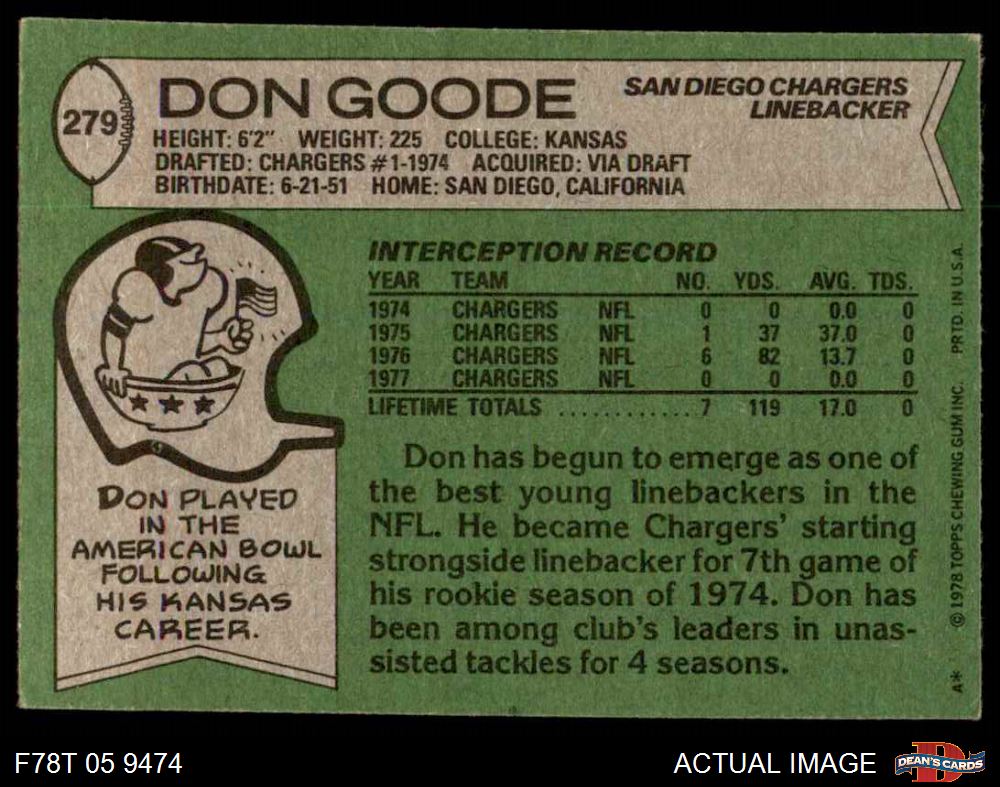 279
DON GOODE
SAN DIEGO CHARGERS
LINEBACKER
HEIGHT: 6'2" WEIGHT: 225 COLLEGE: KANSAS
DRAFTED: CHARGERS #1-1974 ACQUIRED: VIA DRAFT
BIRTHDATE: 6-21-51 HOME: SAN DIEGO, CALIFORNIA
INTERCEPTION RECORD
YEAR TEAM NO. YDS. AVG. TDS.
1974 CHARGERS NFL 0 0 0.0 0
1975 CHARGERS NFL 1 37 37.0 0
1976 CHARGERS NFL 6 82 13.7 0
1977 CHARGERS NFL 0 0 0.0 0
LIFETIME TOTALS ............ 7 119 17.0 0
DON PLAYED
IN THE
AMERICAN BOWL
FOLLOWING
HIS KANSAS
CAREER.
Don has begun to emerge as one of
the best young linebackers in the
NFL. He became Chargers' starting
strongside linebacker for 7th game of
his rookie season of 1974. Don has
been among club's leaders in unas-
sisted tackles for 4 seasons.
A* © 1978 TOPPS CHEWING GUM INC. PRTD. IN U.S.A.
F78T 05 9474
ACTUAL IMAGE
D
DEAN'S CARDS